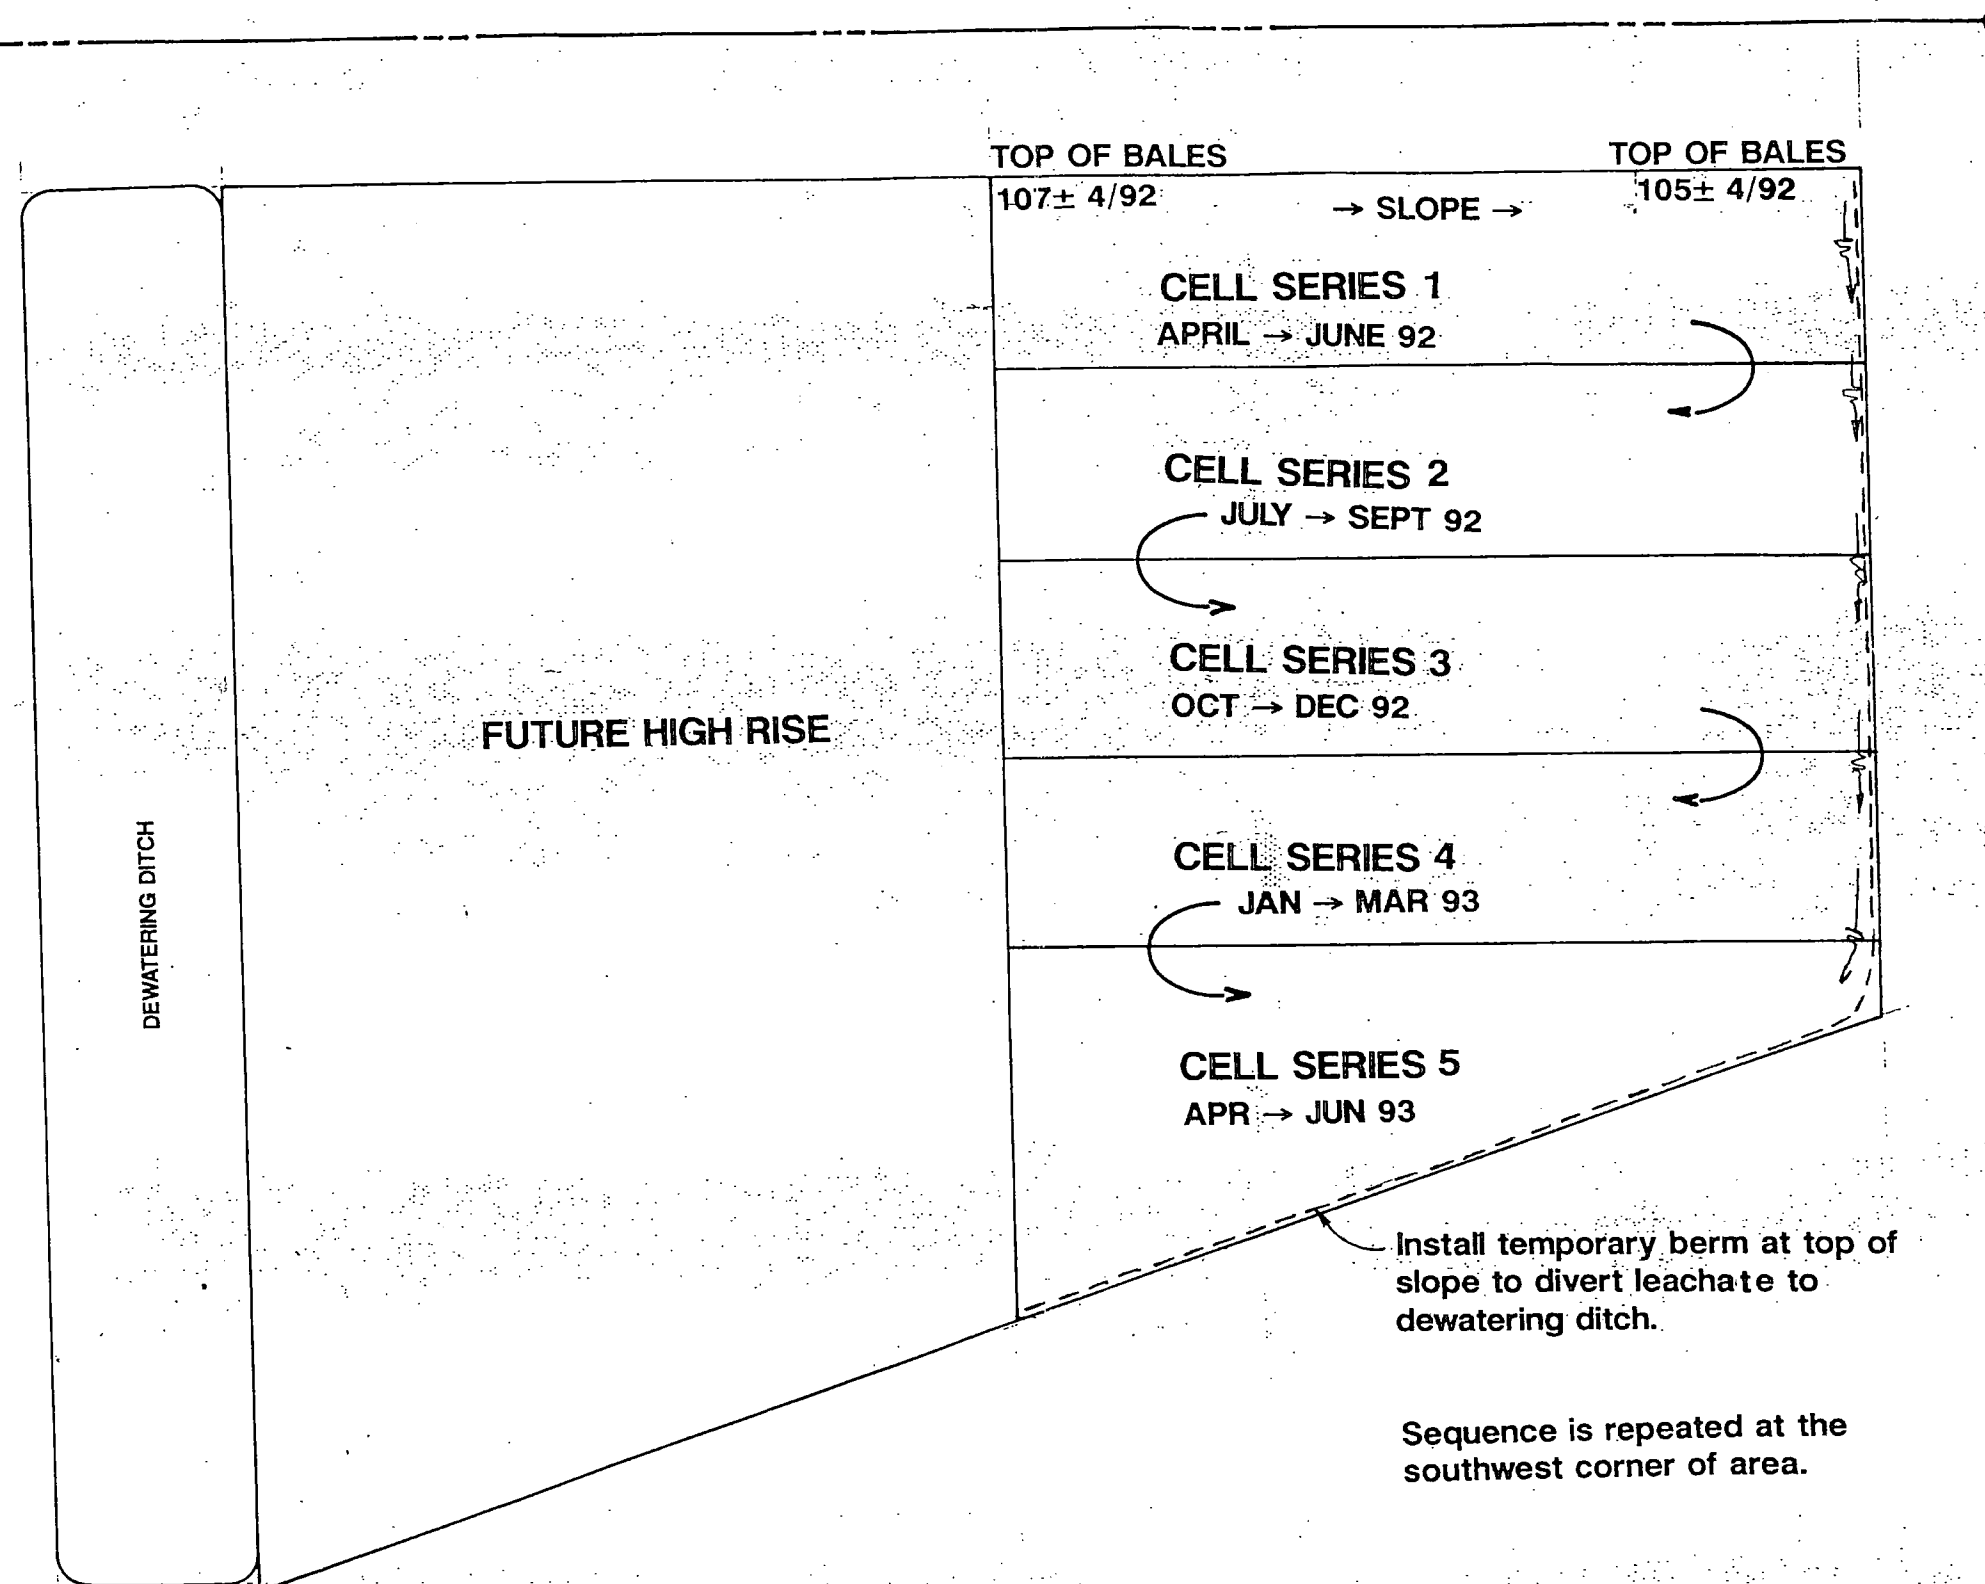 TOP OF BALES
107± 4/92
TOP OF BALES
105± 4/92
→ SLOPE →
CELL SERIES 1
APRIL → JUNE 92
CELL SERIES 2
JULY → SEPT 92
CELL SERIES 3
OCT → DEC 92
FUTURE HIGH RISE
CELL SERIES 4
JAN → MAR 93
DEWATERING DITCH
CELL SERIES 5
APR → JUN 93
Install temporary berm at top of
slope to divert leachate to
dewatering ditch.
Sequence is repeated at the
southwest corner of area.